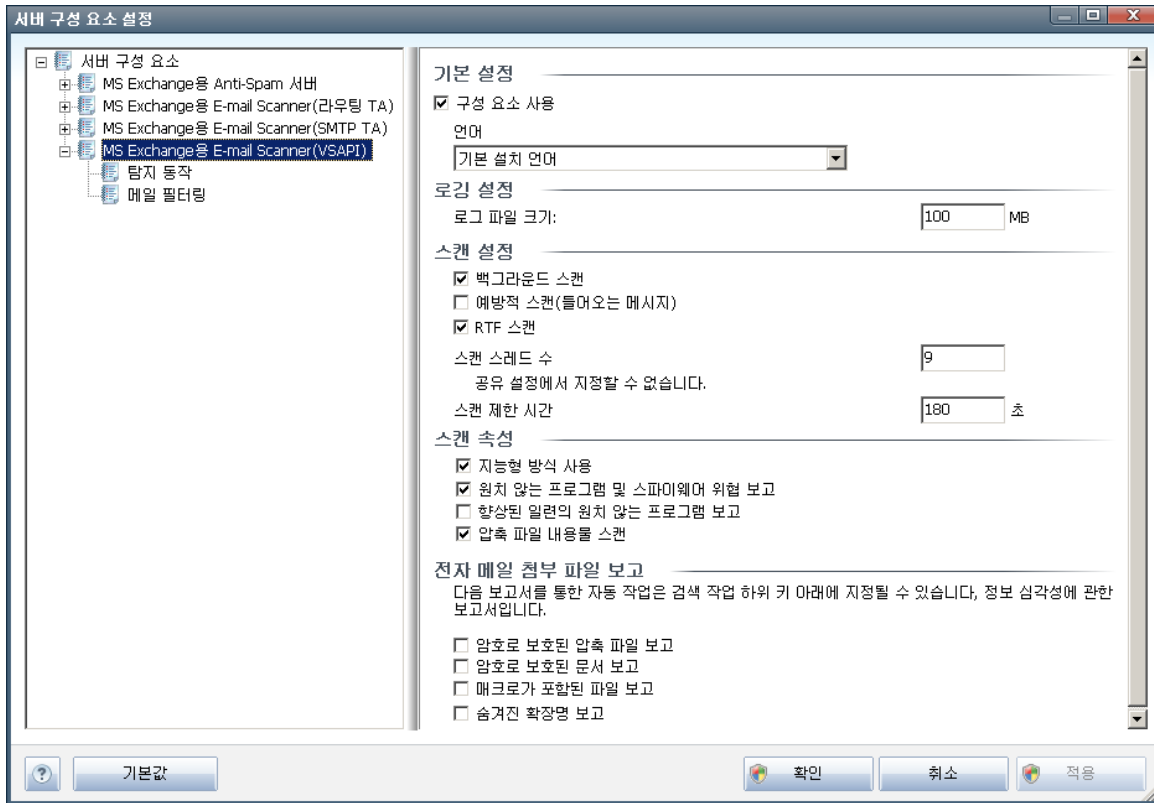 서버 구성 요소 설정
서버 구성 요소
MS Exchange용 Anti-Spam 서버
MS Exchange용 E-mail Scanner(라우팅 TA)
MS Exchange용 E-mail Scanner(SMTP TA)
MS Exchange용 E-mail Scanner(VSAPI)
탐지 동작
메일 필터링
기본 설정
구성 요소 사용
언어
기본 설치 언어
로깅 설정
로그 파일 크기:
100 MB
스캔 설정
백그라운드 스캔
예방적 스캔(들어오는 메시지)
RTF 스캔
스캔 스레드 수
9
공유 설정에서 지정할 수 없습니다.
스캔 제한 시간
180 초
스캔 속성
지능형 방식 사용
원치 않는 프로그램 및 스파이웨어 위협 보고
향상된 일련의 원치 않는 프로그램 보고
압축 파일 내용물 스캔
전자 메일 첨부 파일 보고
다음 보고서를 통한 자동 작업은 검색 작업 하위 키 아래에 지정될 수 있습니다, 정보 심각성에 관한
보고서입니다.
암호로 보호된 압축 파일 보고
암호로 보호된 문서 보고
매크로가 포함된 파일 보고
숨겨진 확장명 보고
?
기본값
확인
취소
적용